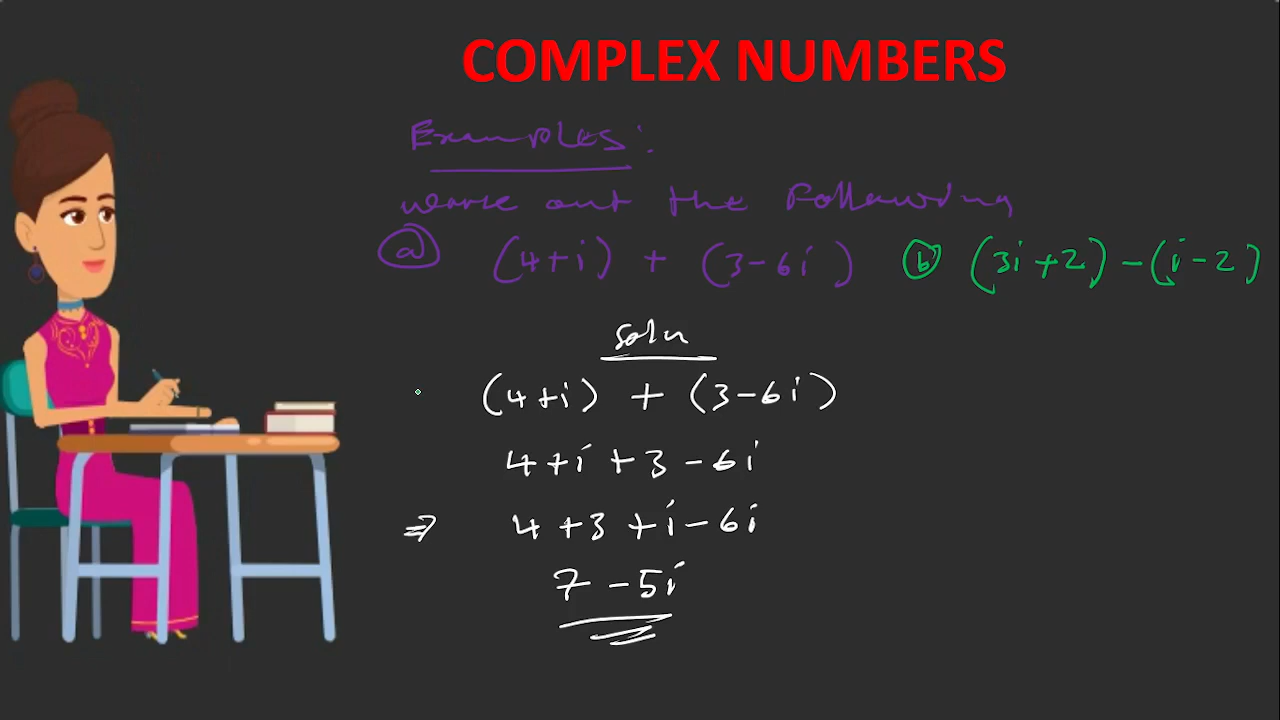 COMPLEX NUMBERS
Examples:
work out the following
(a) (4+i) + (3-6i) (b) (3i+2) - (i-2)
soln
(4+i) + (3-6i)
4+i+3-6i
⇒ 4+3+i-6i
7-5i